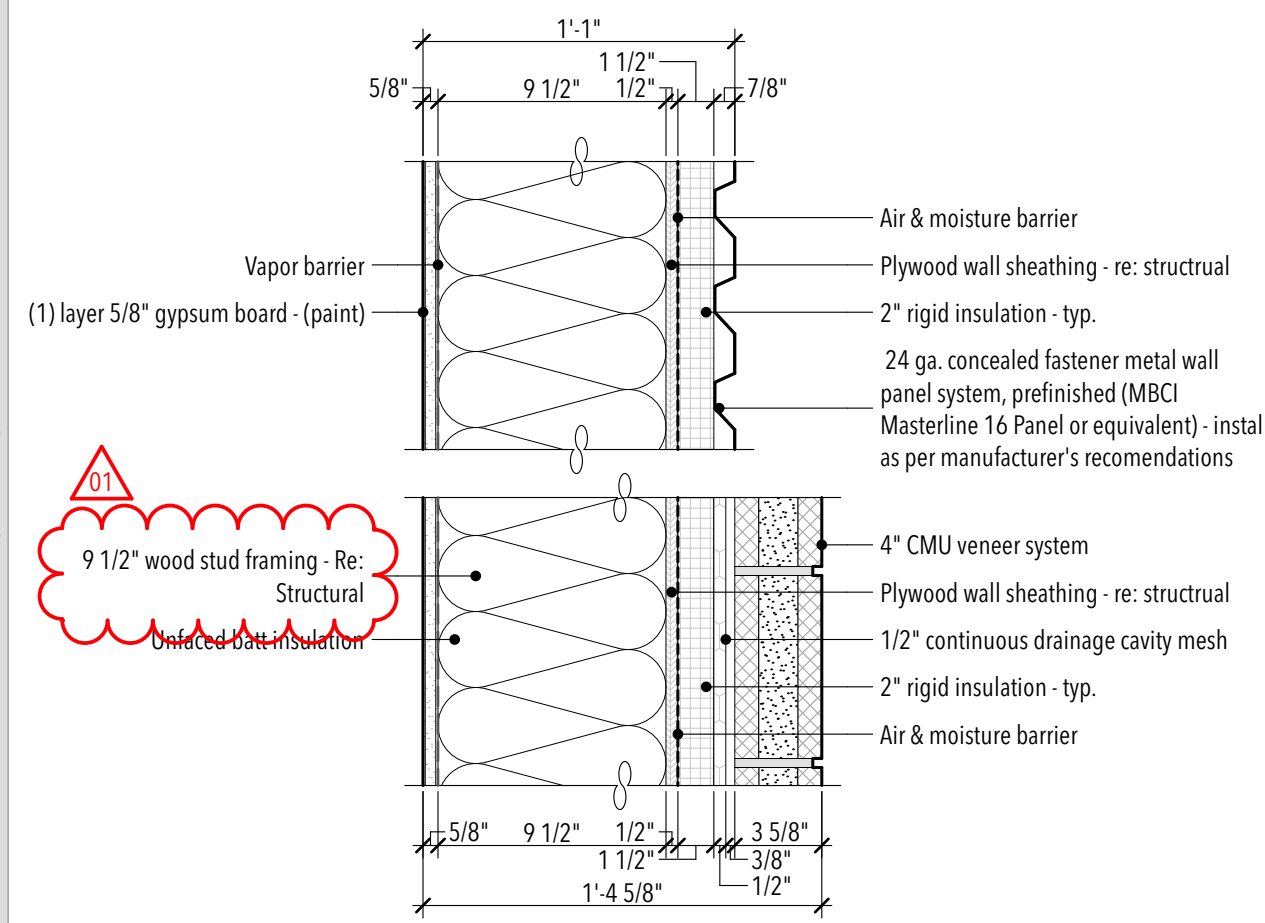 1'-1"
1 1/2"
5/8" 9 1/2" 1/2" 7/8"
Vapor barrier
(1) layer 5/8" gypsum board - (paint)
Air & moisture barrier
Plywood wall sheathing - re: structrual
2" rigid insulation - typ.
24 ga. concealed fastener metal wall
panel system, prefinished (MBCI
Masterline 16 Panel or equivalent) - instal
as per manufacturer's recomendations
01
9 1/2" wood stud framing - Re:
Structural
Unfaced batt insulation
4" CMU veneer system
Plywood wall sheathing - re: structrual
1/2" continuous drainage cavity mesh
2" rigid insulation - typ.
Air & moisture barrier
5/8" 9 1/2" 1/2" 3 5/8"
1 1/2" 3/8"
1/2"
1'-4 5/8"